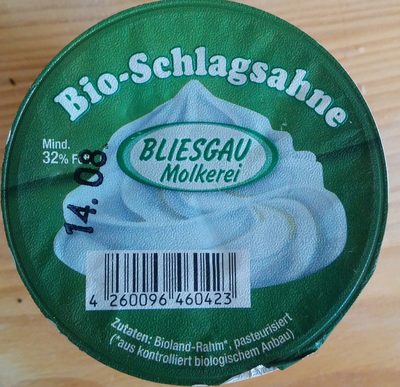 Bio-Schlagsahne
Mind.
32% F
14.08.
BLIESGAU
Molkerei
4 260096 460423
Zutaten: Bioland-Rahm*, pasteurisiert
(*aus kontrolliert biologischem Anbau)